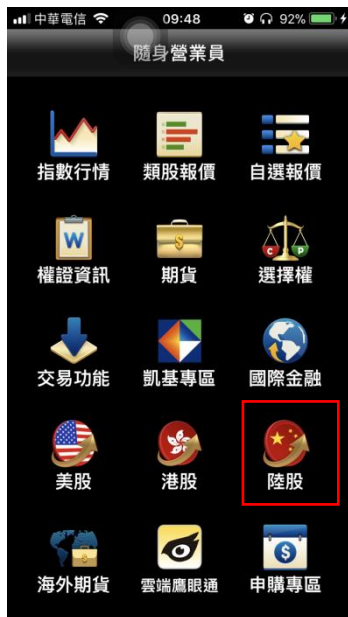 中華電信 09:48 92%
隨身營業員
指數行情 類股報價 自選報價
W $ C P
權證資訊 期貨 選擇權
交易功能 凱基專區 國際金融
美股 港股 陸股
$
海外期貨 雲端鷹眼通 申購專區